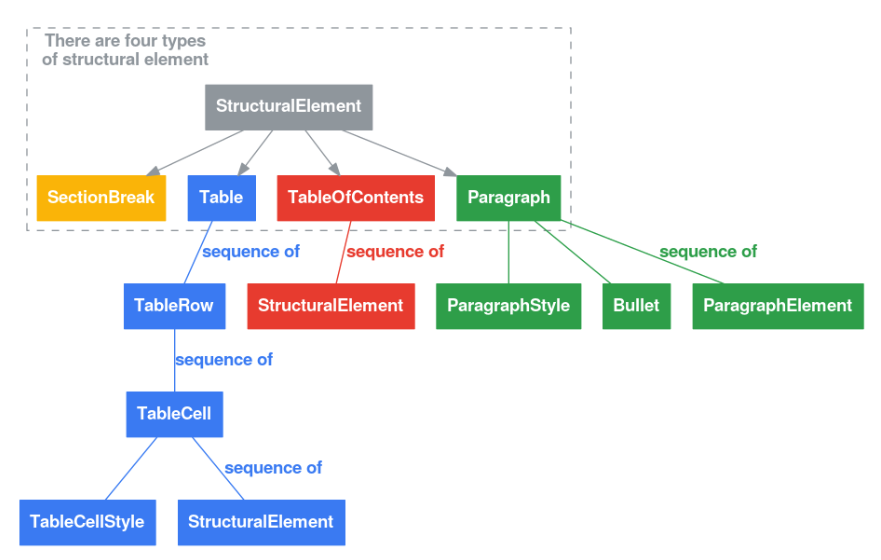 There are four types
of structural element
StructuralElement
SectionBreak
Table
TableOfContents
Paragraph
sequence of
sequence of
sequence of
TableRow
StructuralElement
ParagraphStyle
Bullet
ParagraphElement
sequence of
TableCell
sequence of
TableCellStyle
StructuralElement